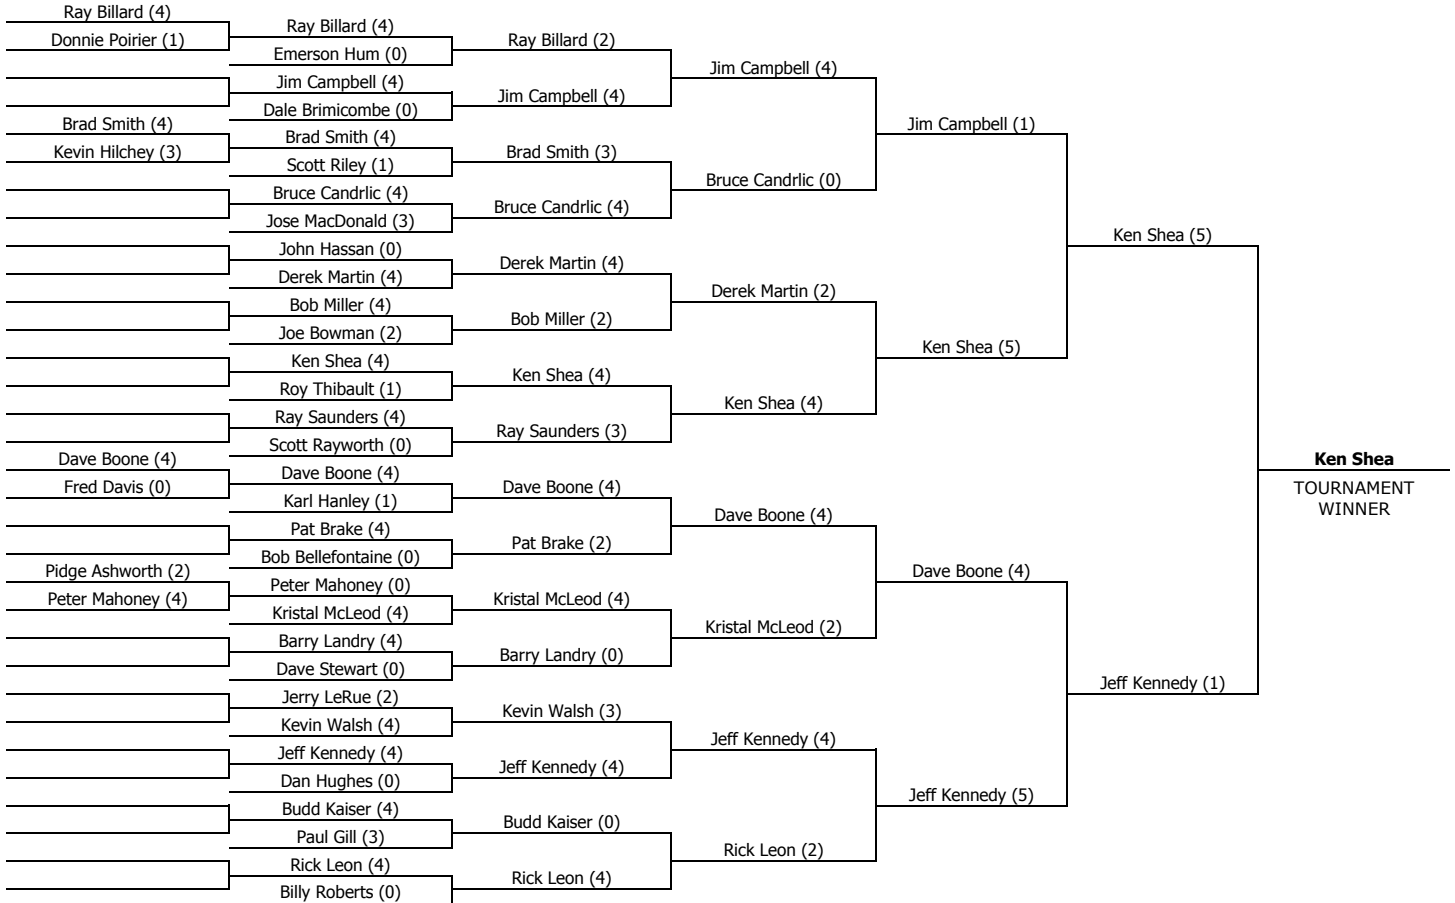 Ray Billard (4)
Donnie Poirier (1)
Brad Smith (4)
Kevin Hilchey (3)
Dave Boone (4)
Fred Davis (0)
Pidge Ashworth (2)
Peter Mahoney (4)
Ray Billard (4)
Emerson Hum (0)
Jim Campbell (4)
Dale Brimicombe (0)
Brad Smith (4)
Scott Riley (1)
Bruce Candrlic (4)
Jose MacDonald (3)
John Hassan (0)
Derek Martin (4)
Bob Miller (4)
Joe Bowman (2)
Ken Shea (4)
Roy Thibault (1)
Ray Saunders (4)
Scott Rayworth (0)
Dave Boone (4)
Karl Hanley (1)
Pat Brake (4)
Bob Bellefontaine (0)
Peter Mahoney (0)
Kristal McLeod (4)
Barry Landry (4)
Dave Stewart (0)
Jerry LeRue (2)
Kevin Walsh (4)
Jeff Kennedy (4)
Dan Hughes (0)
Budd Kaiser (4)
Paul Gill (3)
Rick Leon (4)
Billy Roberts (0)
Ray Billard (2)
Jim Campbell (4)
Brad Smith (3)
Bruce Candrlic (4)
Derek Martin (4)
Bob Miller (2)
Ken Shea (4)
Ray Saunders (3)
Dave Boone (4)
Pat Brake (2)
Kristal McLeod (4)
Barry Landry (0)
Kevin Walsh (3)
Jeff Kennedy (4)
Budd Kaiser (0)
Rick Leon (4)
Jim Campbell (4)
Bruce Candrlic (0)
Derek Martin (2)
Ken Shea (4)
Dave Boone (4)
Kristal McLeod (2)
Jeff Kennedy (4)
Rick Leon (2)
Jim Campbell (1)
Ken Shea (5)
Dave Boone (4)
Jeff Kennedy (5)
Ken Shea (5)
Jeff Kennedy (1)
Ken Shea
TOURNAMENT
WINNER